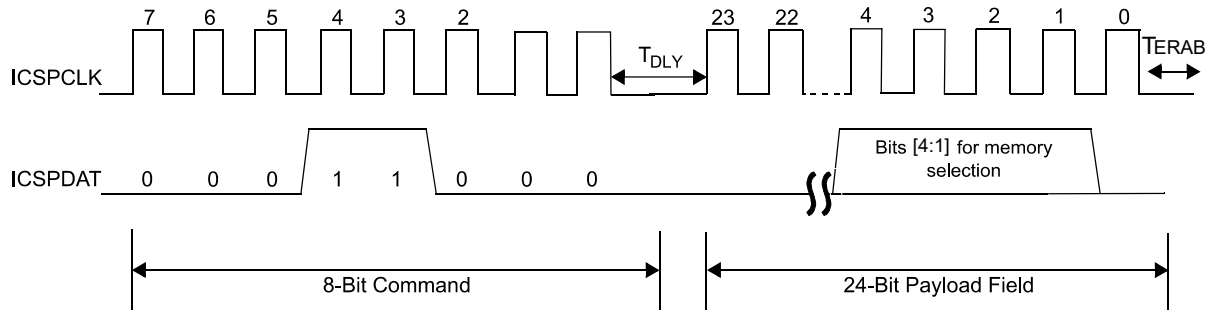 7 6 5 4 3 2 23 22 4 3 2 1 0
ICSPCLK TDLY TERAB
ICSPDAT 0 0 0 1 1 0 0 0 Bits [4:1] for memory
selection
8-Bit Command 24-Bit Payload Field